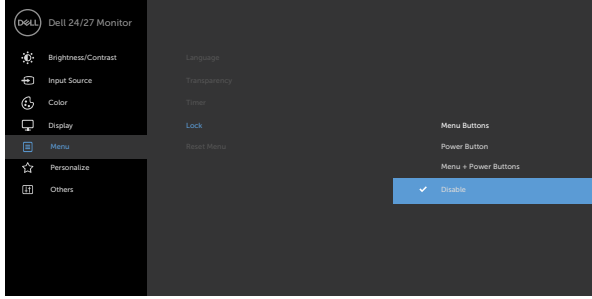 DELL Dell 24/27 Monitor
Brightness/Contrast
Input Source
Color
Display
Menu
Personalize
Others
Language
Transparency
Timer
Lock
Reset Menu
Menu Buttons
Power Button
Menu + Power Buttons
Disable